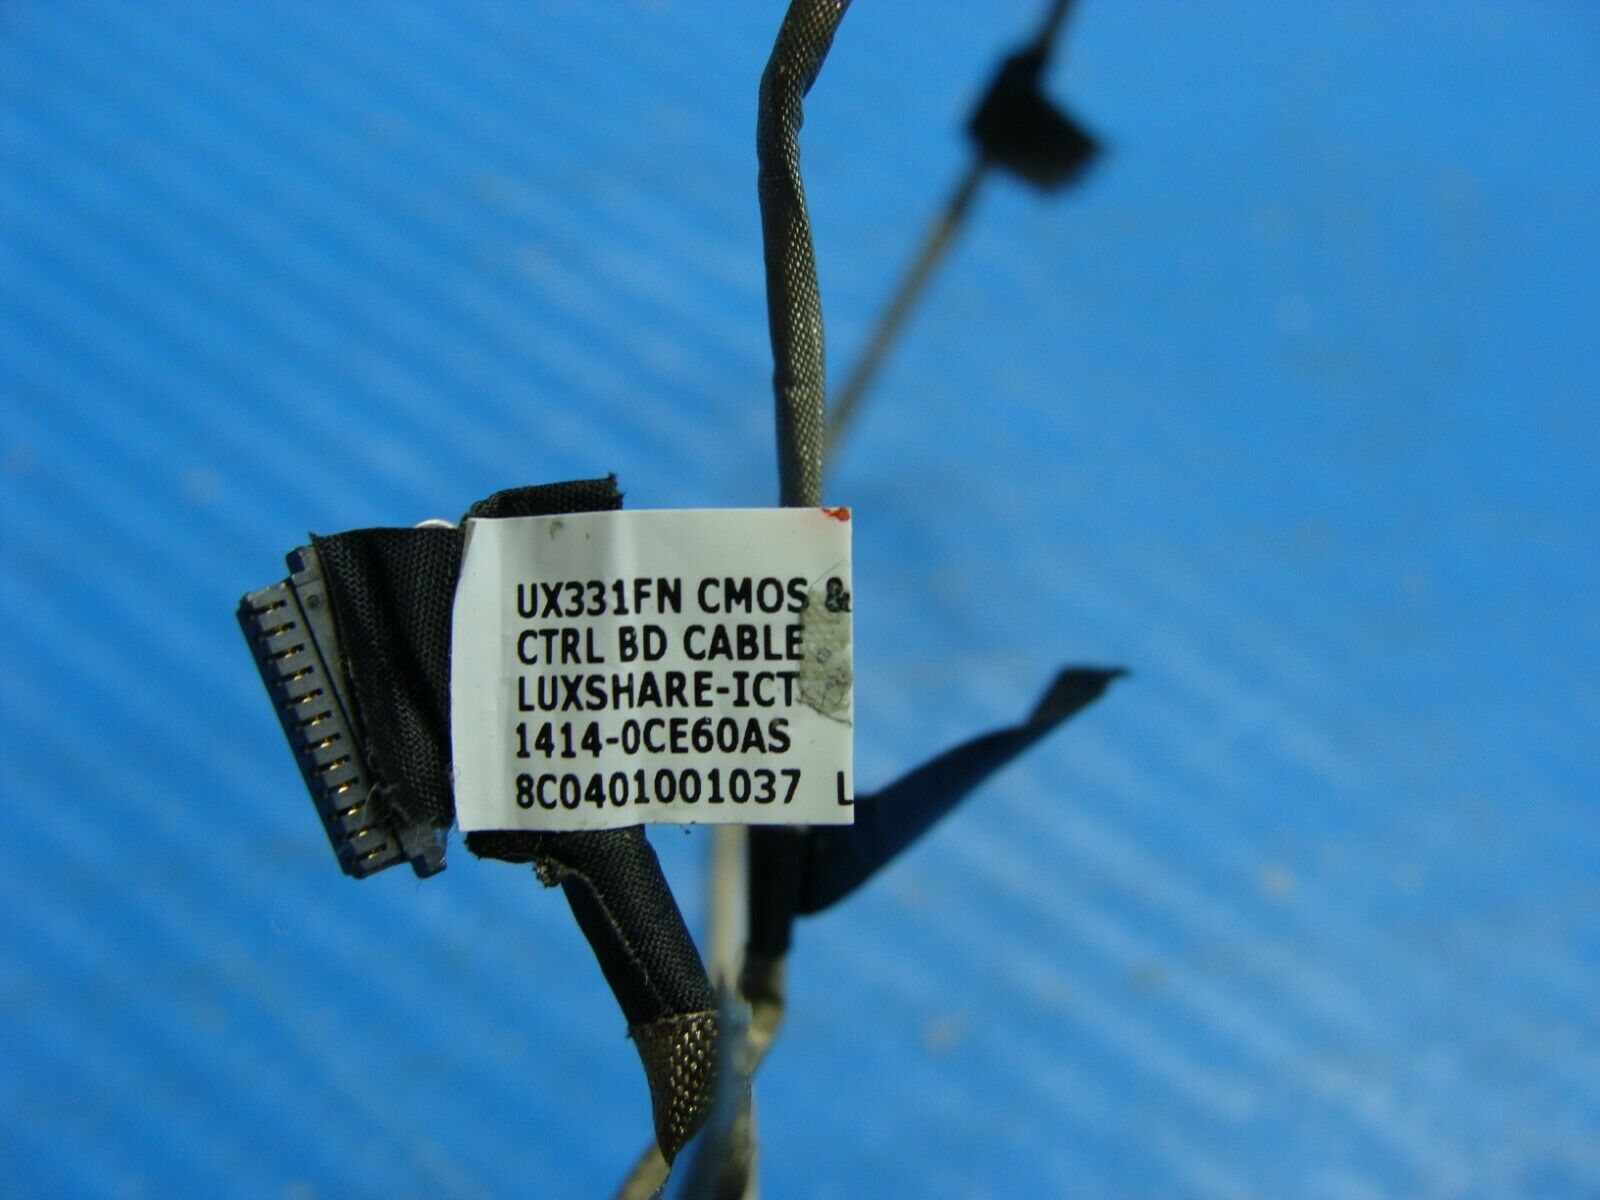 UX331FN CMOS &
CTRL BD CABLE
LUXSHARE-ICT
1414-0CE60AS
8C0401001037 L